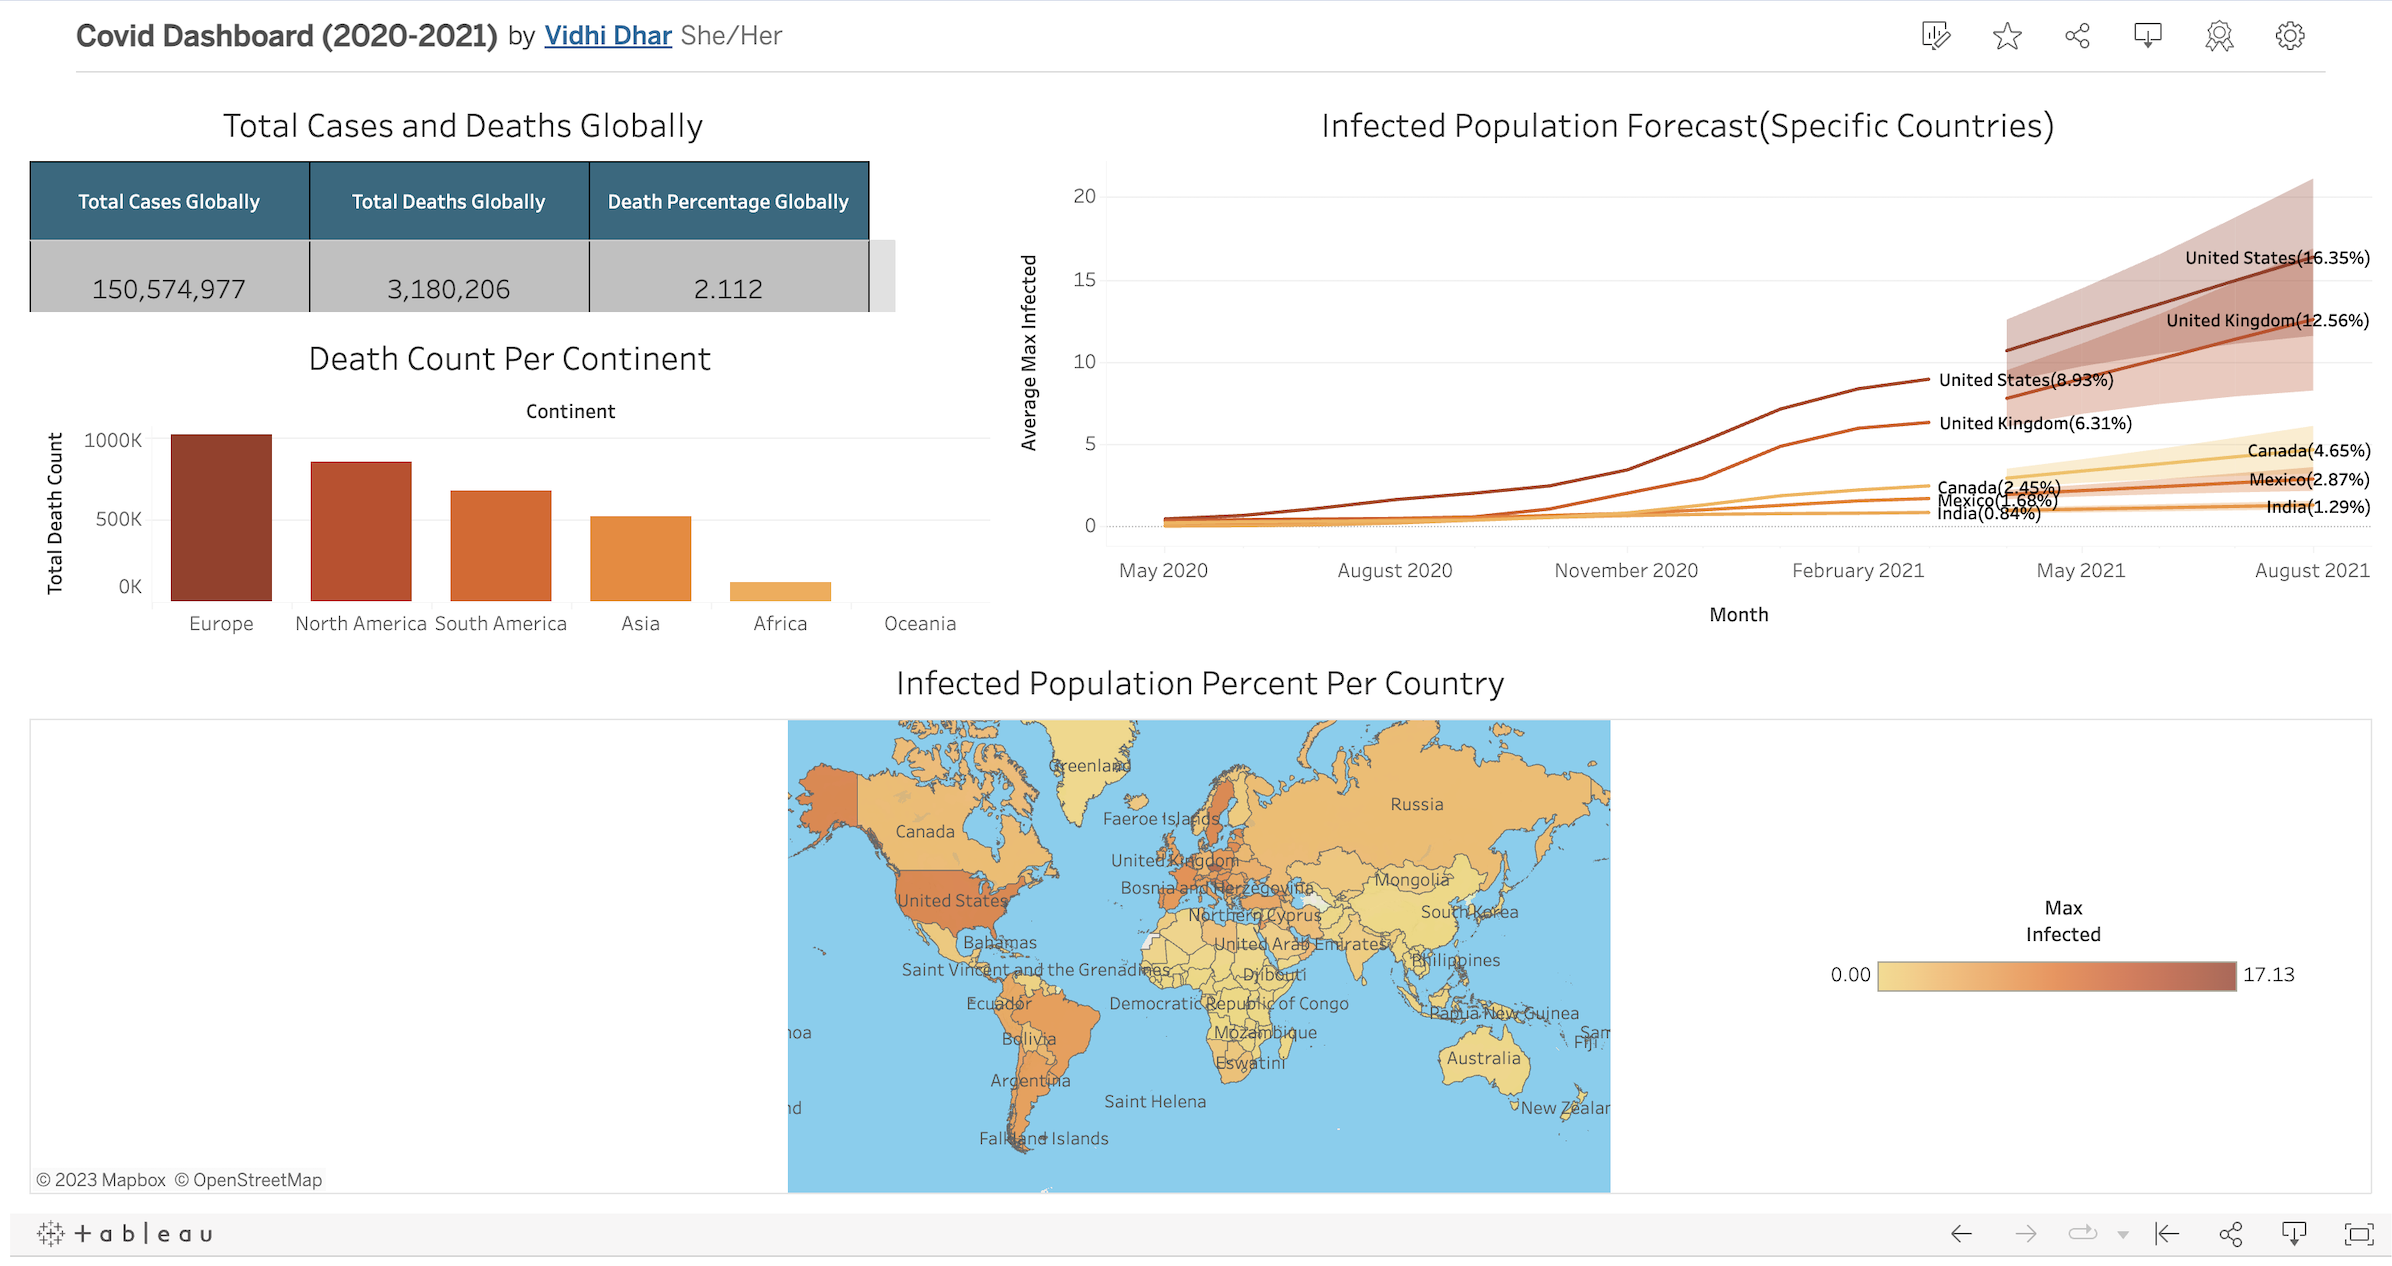 Covid Dashboard (2020-2021) by Vidhi Dhar She/Her
Total Cases and Deaths Globally
Total Cases Globally Total Deaths Globally Death Percentage Globally
150,574,977 3,180,206 2.112
Death Count Per Continent
Continent
Total Death Count
1000K
500K
0K
Europe North America South America Asia Africa Oceania
Infected Population Forecast(Specific Countries)
Average Max Infected
20
15
10
5
0
United States(16.35%)
United Kingdom(12.56%)
United States(8.93%)
United Kingdom(6.31%)
Canada(4.65%)
Mexico(2.87%)
India(1.29%)
Canada(2.45%)
Mexico(1.68%)
India(0.84%)
May 2020 August 2020 November 2020 February 2021 May 2021 August 2021
Month
Infected Population Percent Per Country
Greenland
Russia
Faeroe Islands
Canada
United Kingdom
Mongolia
Bosnia and Herzegovina
United States
South Korea
Northern Cyprus
Bahamas
United Arab Emirates
Philippines
Saint Vincent and the Grenadines
Djibouti
Ecuador
Democratic Republic of Congo
Papua New Guinea
noa
Bolivia
Mozambique
Sam
Fiji
Eswatini
Australia
Argentina
Saint Helena
nd
New Zealar
Falkland Islands
Max
Infected
0.00 17.13
© 2023 Mapbox © OpenStreetMap
+ableau